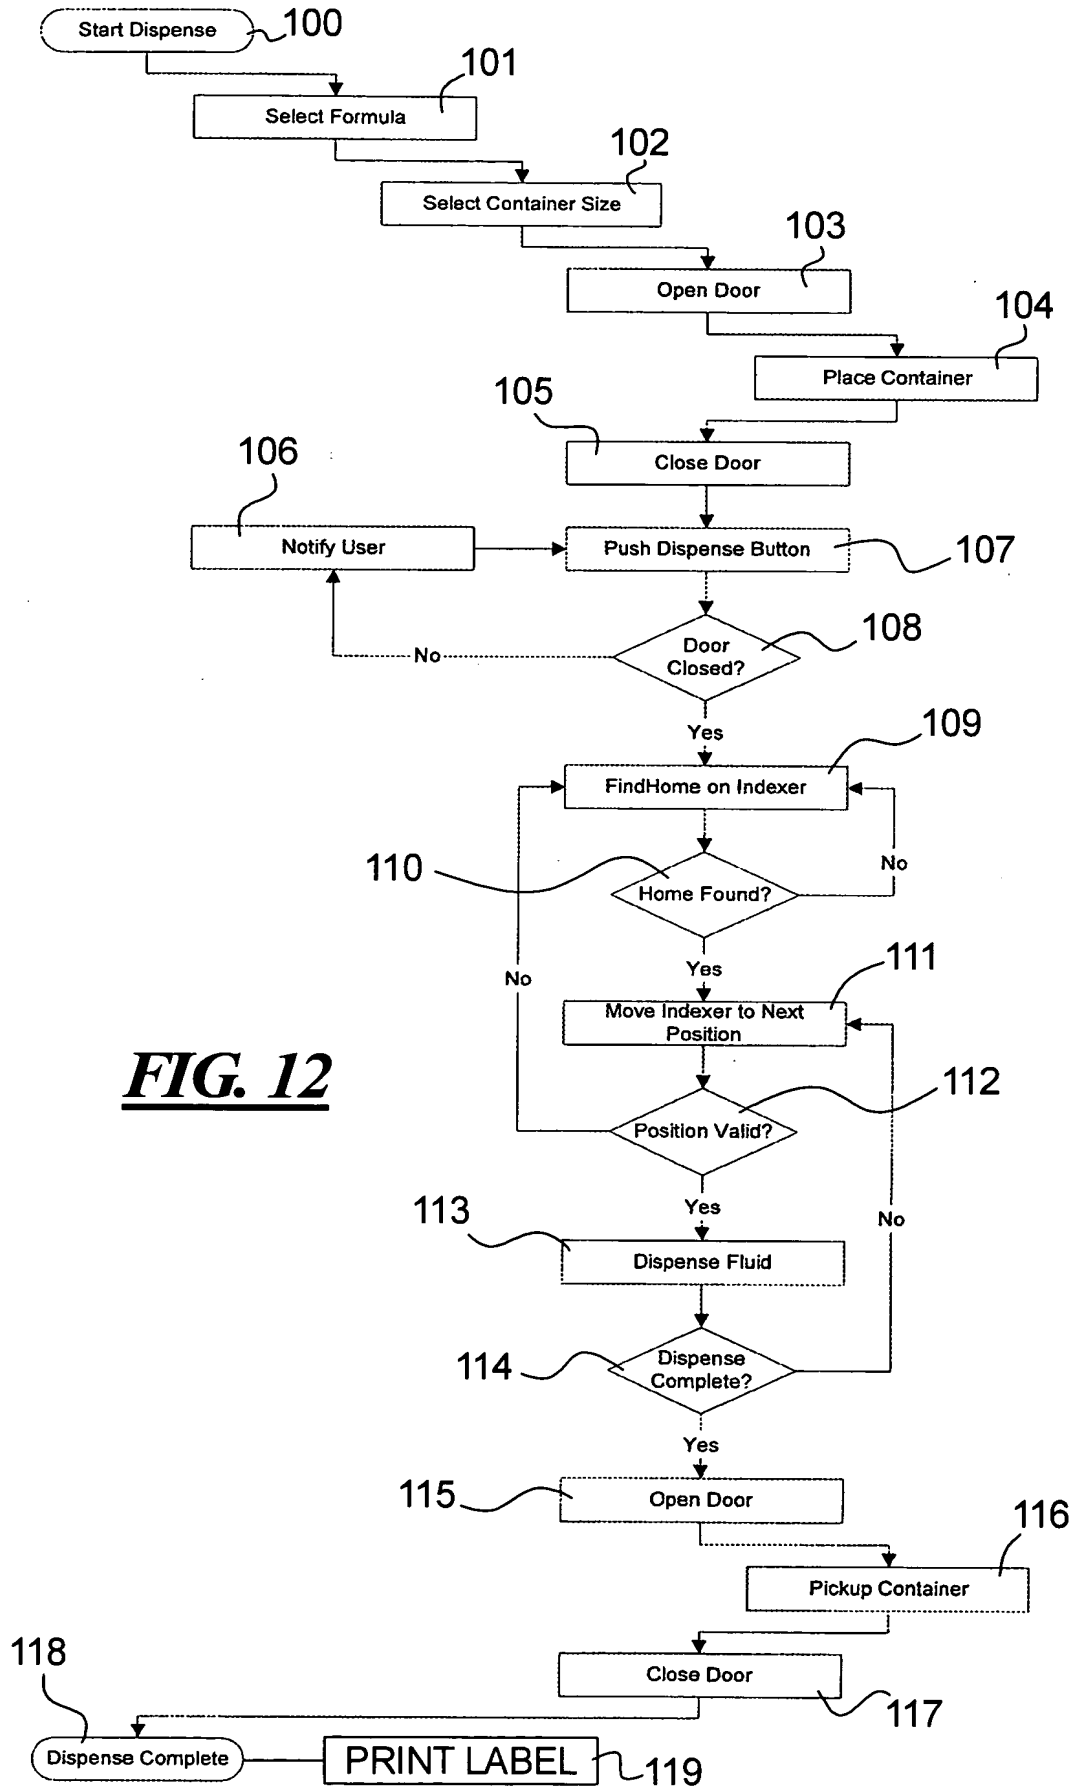 Start Dispense
100
101
Select Formula
102
Select Container Size
103
Open Door
104
Place Container
105
Close Door
106
Notify User
Push Dispense Button
107
108
Door
Closed?
No
Yes
109
FindHome on Indexer
110
No
Home Found?
Yes
No
111
Move Indexer to Next
Position
FIG. 12
112
Position Valid?
Yes
No
113
Dispense Fluid
114
Dispense
Complete?
Yes
115
Open Door
116
Pickup Container
118
Close Door
117
Dispense Complete
PRINT LABEL
119